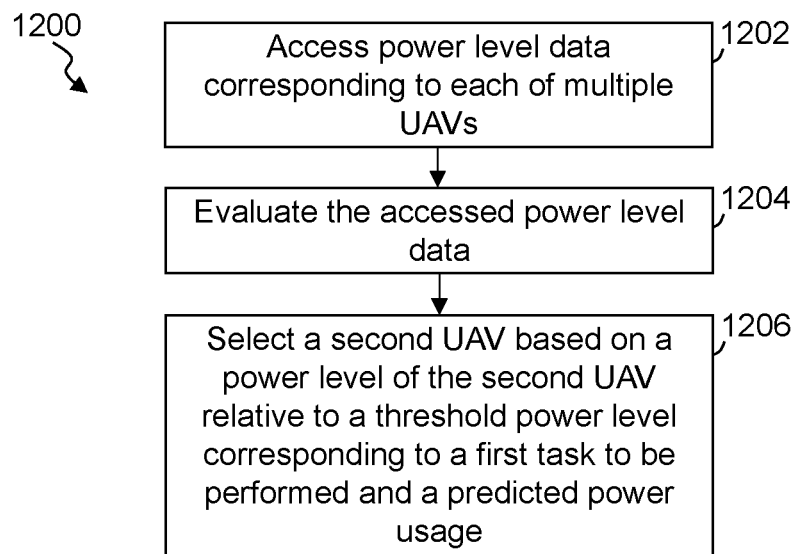 1200
Access power level data
corresponding to each of multiple
UAVs
1202
Evaluate the accessed power level
data
1204
Select a second UAV based on a
power level of the second UAV
relative to a threshold power level
corresponding to a first task to be
performed and a predicted power
usage
1206